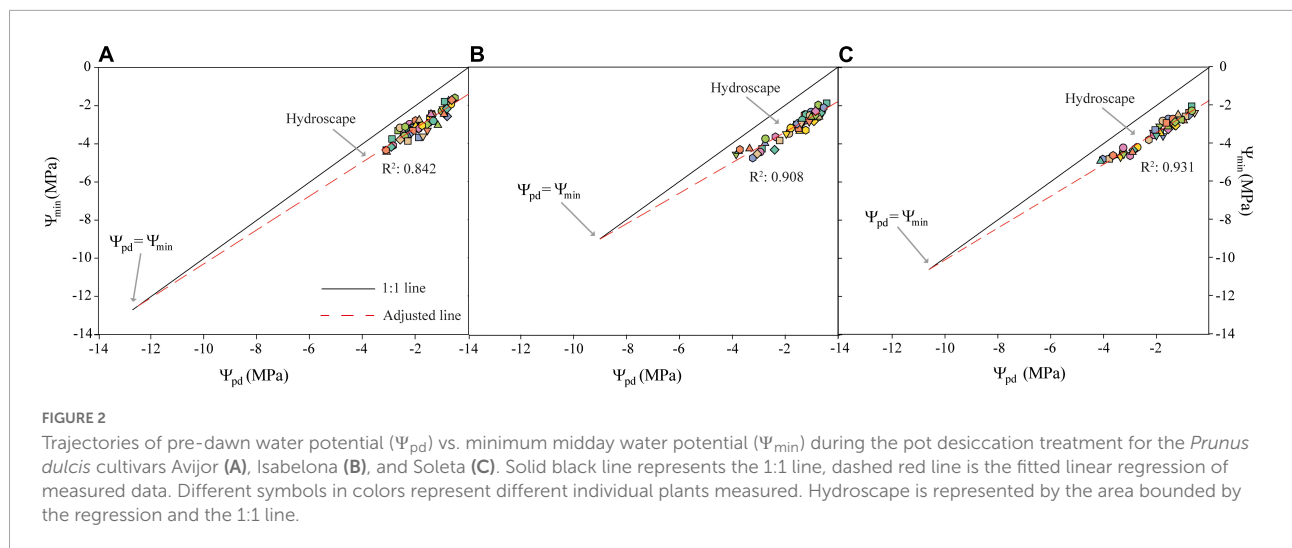 A
B
C
0
-2
-4
-6
-8
-10
-12
-14
Ψmin (MPa)
Hydroscape
R²: 0.842
Ψpd= Ψmin
1:1 line
Adjusted line
-14 -12 -10 -8 -6 -4 -2
Ψpd (MPa)
Hydroscape
R²: 0.908
Ψpd= Ψmin
-14 -12 -10 -8 -6 -4 -2
Ψpd (MPa)
Hydroscape
R²: 0.931
Ψpd= Ψmin
-14 -12 -10 -8 -6 -4 -2
Ψpd (MPa)
0
-2
-4
-6
-8
-10
-12
-14
Ψmin (MPa)
FIGURE 2
Trajectories of pre-dawn water potential (Ψpd) vs. minimum midday water potential (Ψmin) during the pot desiccation treatment for the Prunus
dulcis cultivars Avijor (A), Isabelona (B), and Soleta (C). Solid black line represents the 1:1 line, dashed red line is the fitted linear regression of
measured data. Different symbols in colors represent different individual plants measured. Hydroscape is represented by the area bounded by
the regression and the 1:1 line.